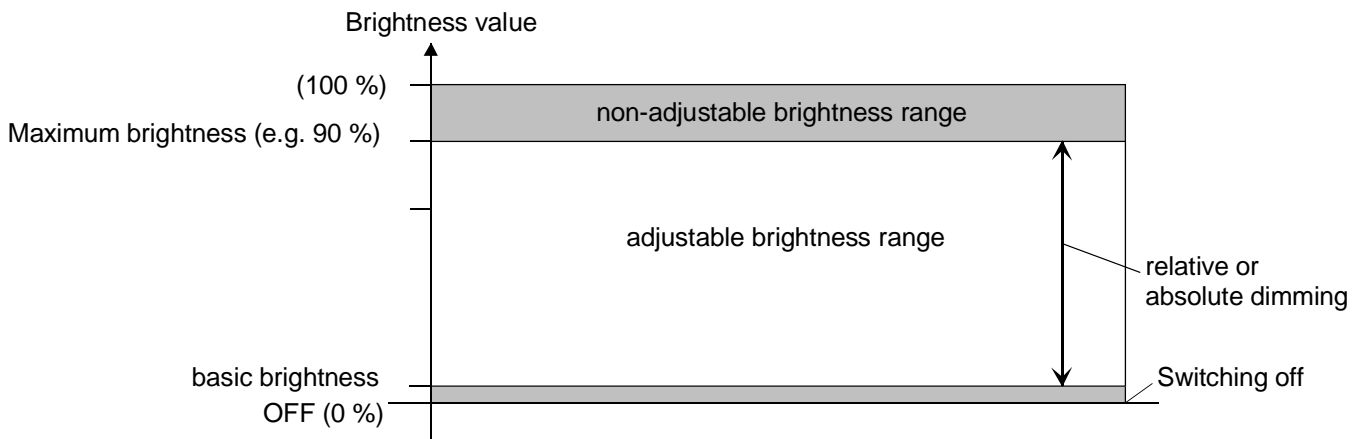 Brightness value
(100 %)
non-adjustable brightness range
Maximum brightness (e.g. 90 %)
adjustable brightness range
relative or
absolute dimming
basic brightness
Switching off
OFF (0 %)